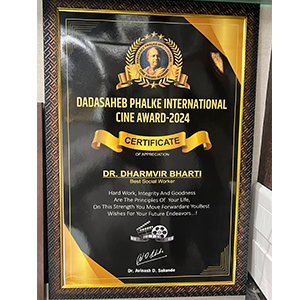 DADASAHEB PHALKE INTERNATIONAL
CINE AWARD-2024
CERTIFICATE
OF APPRECIATION
DR. DHARMVIR BHARTI
Best Social Worker
Hard Work, Integrity And Goodness
Are The Principles Of Your Life,
On This Strength You Move Forwardare YouBest
Wishes For Your Future Endeavors...!
Dr. Avinash D. Sakunde